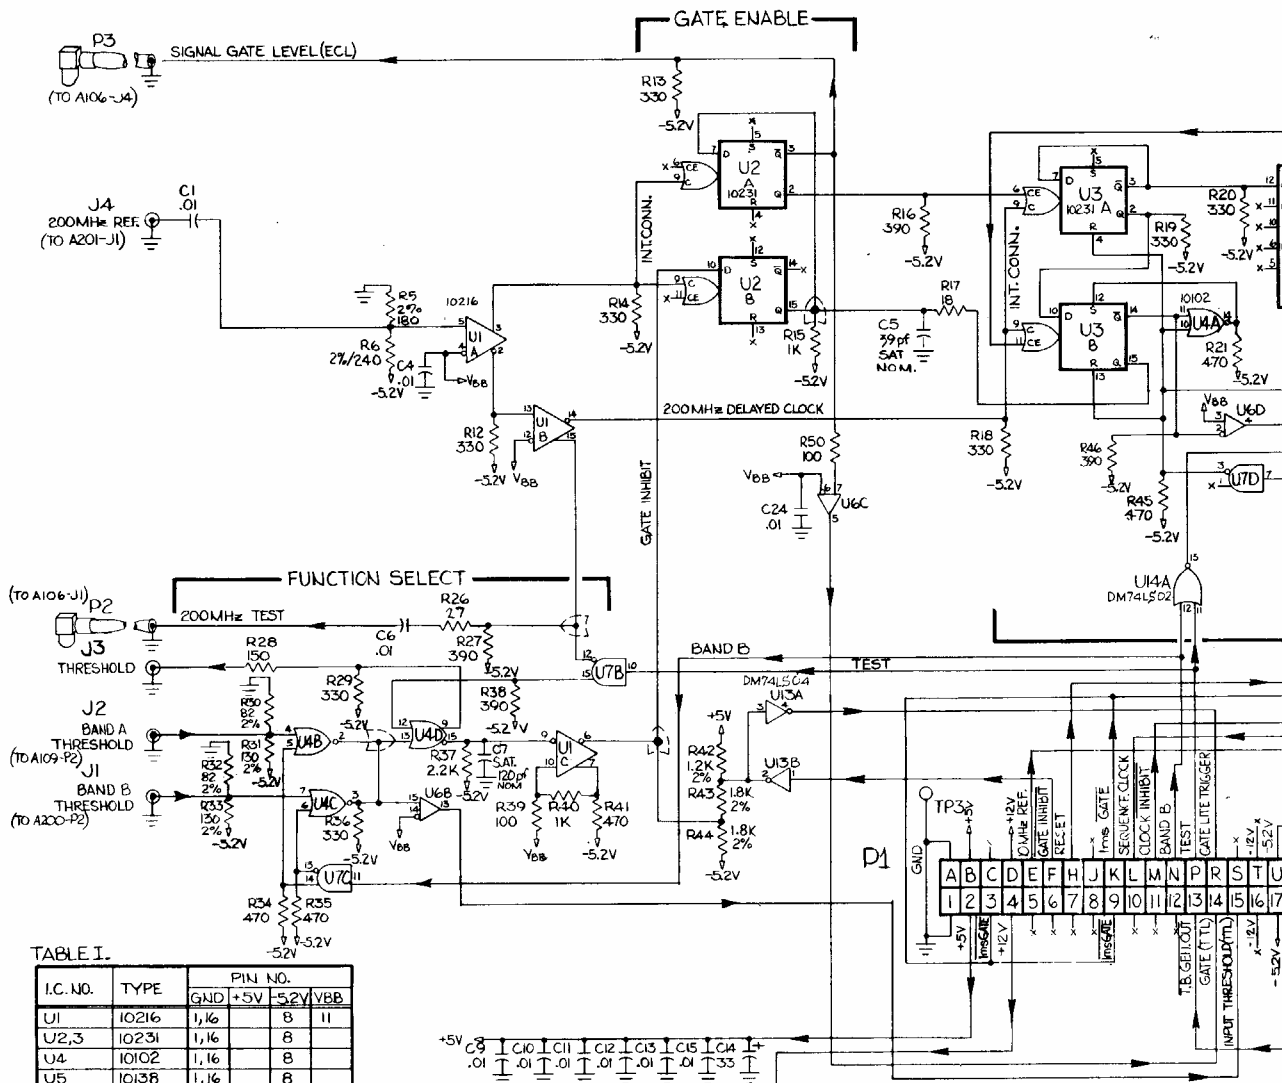 GATE ENABLE
P3
SIGNAL GATE LEVEL (ECL)
(TO A106-J4)
R13
330
-5.2V
J4
200MHz REF.
(TO A201-J1)
C1
.01
U2
A
10231
INT. CONN.
R16
390
U3
10231 A
R20
330
-5.2V
R19
330
-5.2V
R5
2%
180
10216
U1
A
R6
2%/240
-5.2V
C4
.01
VBB
R14
330
-5.2V
U2
B
R15
1K
-5.2V
C5
39pf
SAT
NOM.
R17
18
INT. CONN.
U3
B
10102
U4A
R21
470
-5.2V
R12
330
-5.2V
U1
B
VBB
200MHz DELAYED CLOCK
R18
330
-5.2V
VBB
U6D
R46
390
-5.2V
R45
470
-5.2V
U7D
R50
100
VBB
C24
.01
U6C
GATE INHIBIT
U14A
DM74LS02
FUNCTION SELECT
(TO A106-J1)
P2
200MHz TEST
C6
.01
R26
27
R27
390
-5.2V
J3
THRESHOLD
R28
150
R29
330
-5.2V
U7B
BAND B
TEST
R38
390
-5.2V
DM74LS04
U13A
J2
BAND A
THRESHOLD
(TO A109-P2)
R30
82
2%
R31
130
2%
-5.2V
U4B
U4D
R37
2.2K
-5.2V
C7
SAT.
120pf
NOM
U1
C
+5V
R42
1.2K
2%
U13B
J1
BAND B
THRESHOLD
(TO A200-P2)
R32
82
2%
R33
130
2%
-5.2V
U4C
R36
330
-5.2V
U6B
VBB
R39
100
VBB
R40
1K
R41
470
-5.2V
R43
1.8K
2%
R44
1.8K
2%
-5.2V
U7C
R34
470
R35
470
-5.2V
-5.2V
TP3
GND
+5V
+12V
10MHz REF.
GATE INHIBIT
RESET
1ms GATE
SEQUENT. CLOCK
CLOCK INHIBIT
BAND B
TEST
GATE LITE TRIGGER
-12V
-5.2V
D1
A B C D E F H J K L M N P R S T U
1 2 3 4 5 6 7 8 9 10 11 12 13 14 15 16 17
+5V
1msGATE
+12V
1msGATE
T.B. GEN. OUT
GATE (TTL)
INPUT THRESHOLD (TTL)
-12V
-5.2V
TABLE I.
I.C. NO. TYPE PIN NO.
GND +5V -5.2V VBB
U1 10216 1,16 8 11
U2,3 10231 1,16 8
U4 10102 1,16 8
U5 10138 1,16 8
+5V
C9
.01
C10
.01
C11
.01
C12
.01
C13
.01
C15
.01
C14
33